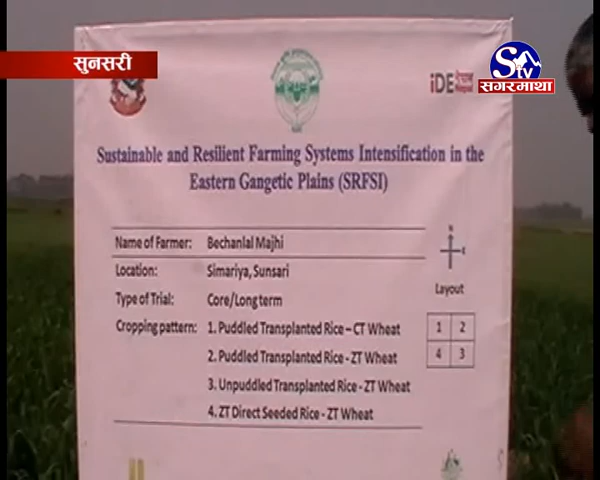 सुनसरी
S
tv
सगरमाथा
iDE नेपाल
Nepal
Sustainable and Resilient Farming Systems Intensification in the
Eastern Gangetic Plains (SRFSI)
Name of Farmer: Bechanlal Majhi
Location: Simariya, Sunsari
Type of Trial: Core/Longterm
Cropping pattern: 1. Puddled Transplanted Rice – CT Wheat
2. Puddled Transplanted Rice - ZT Wheat
3. Unpuddled Transplanted Rice - ZT Wheat
4. ZT Direct Seeded Rice - ZT Wheat
N
E
Layout
1 2
4 3